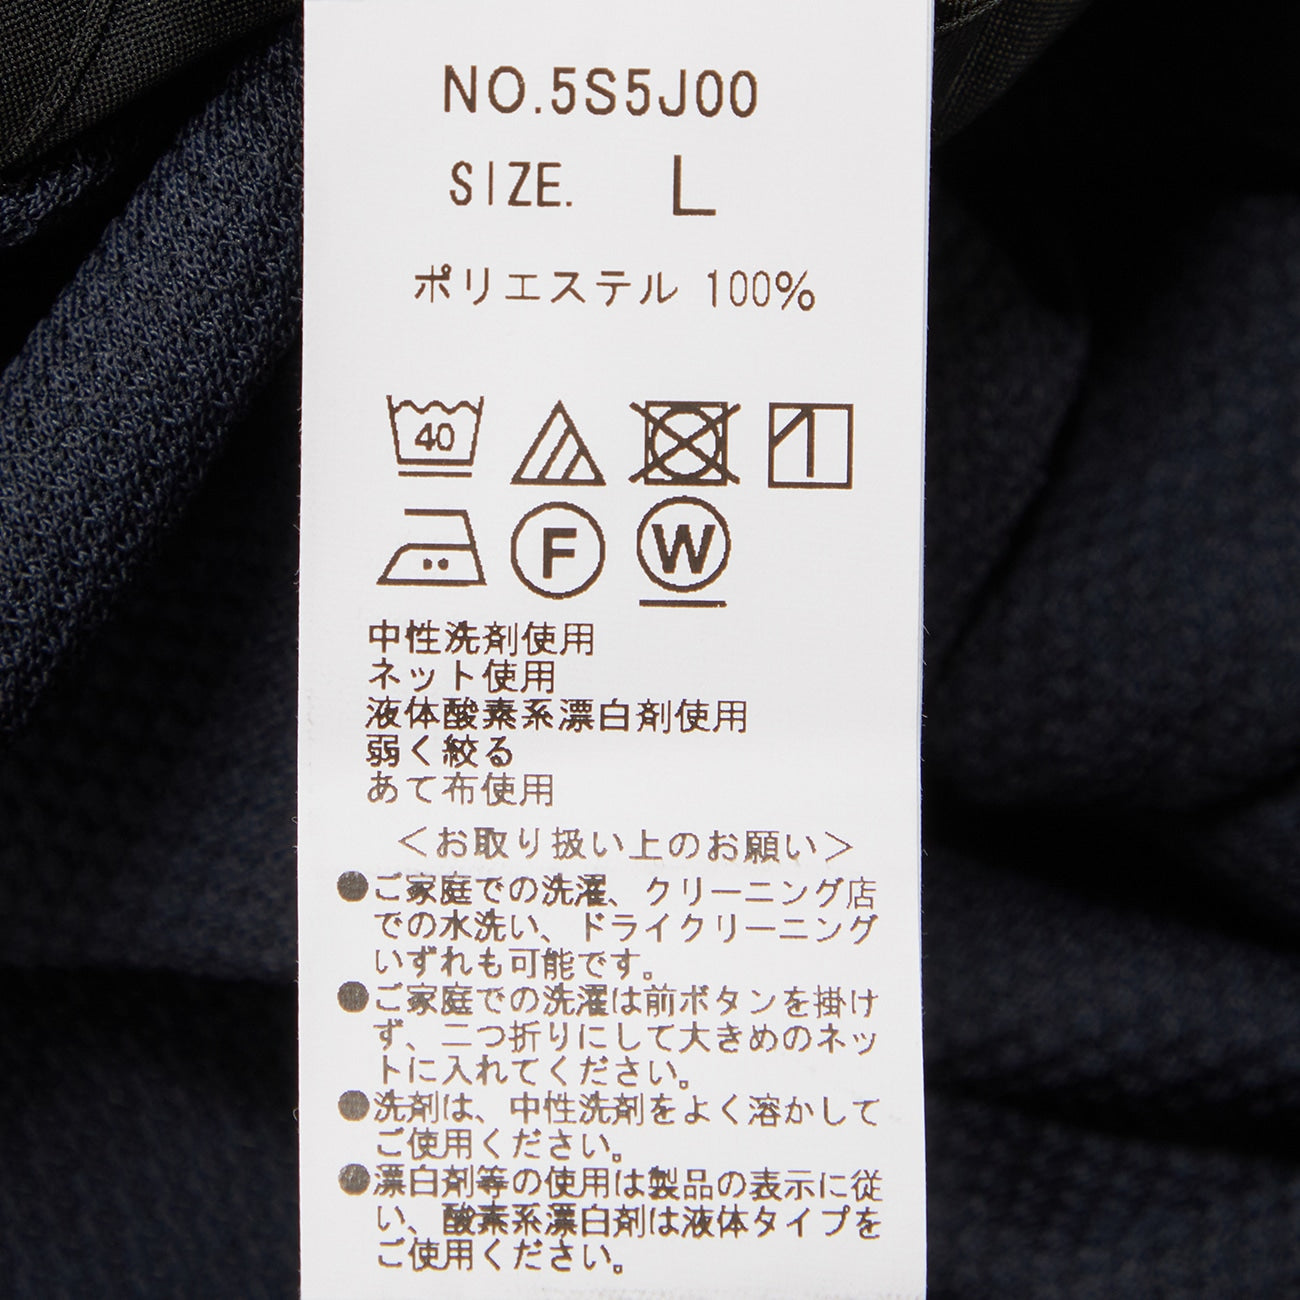 NO.5S5J00
SIZE. L
ポリエステル 100%
40
F W
中性洗剤使用
ネット使用
液体酸素系漂白剤使用
弱く絞る
あて布使用
＜お取り扱い上のお願い＞
●ご家庭での洗濯、クリーニング店
での水洗い、ドライクリーニング
いずれも可能です。
●ご家庭での洗濯は前ボタンを掛け
ず、二つ折りにして大きめのネッ
トに入れてください。
●洗剤は、中性洗剤をよく溶かして
ご使用ください。
●漂白剤等の使用は製品の表示に従
い、酸素系漂白剤は液体タイプを
ご使用ください。